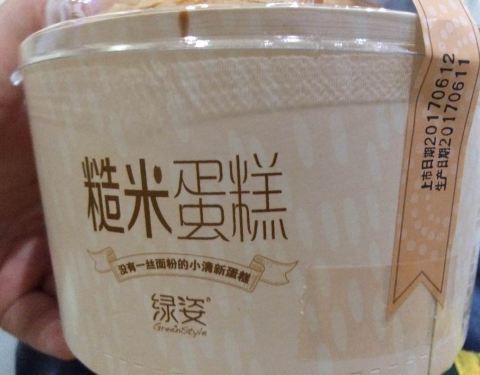 糙米蛋糕
没有一丝面粉的小清新蛋糕
绿姿®
GreenStyle
上市日期20170612
生产日期20170611